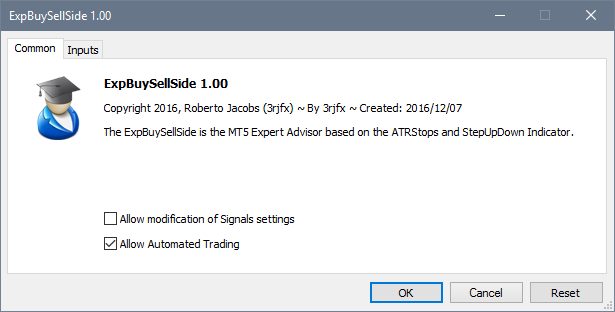 ExpBuySellSide 1.00
Common
Inputs
ExpBuySellSide 1.00
Copyright 2016, Roberto Jacobs (3rjfx) ~ By 3rjfx ~ Created: 2016/12/07
The ExpBuySellSide is the MT5 Expert Advisor based on the ATRStops and StepUpDown Indicator.
Allow modification of Signals settings
Allow Automated Trading
OK
Cancel
Reset